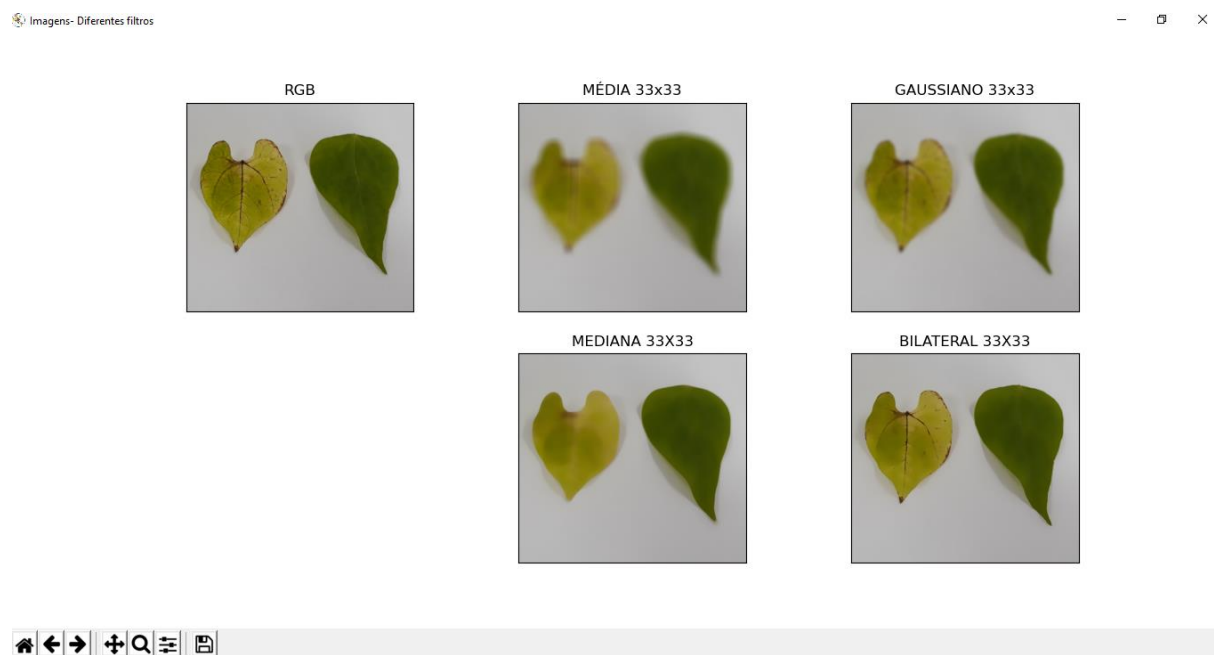 Imagens- Diferentes filtros
RGB
MÉDIA 33x33
GAUSSIANO 33x33
MEDIANA 33X33
BILATERAL 33X33